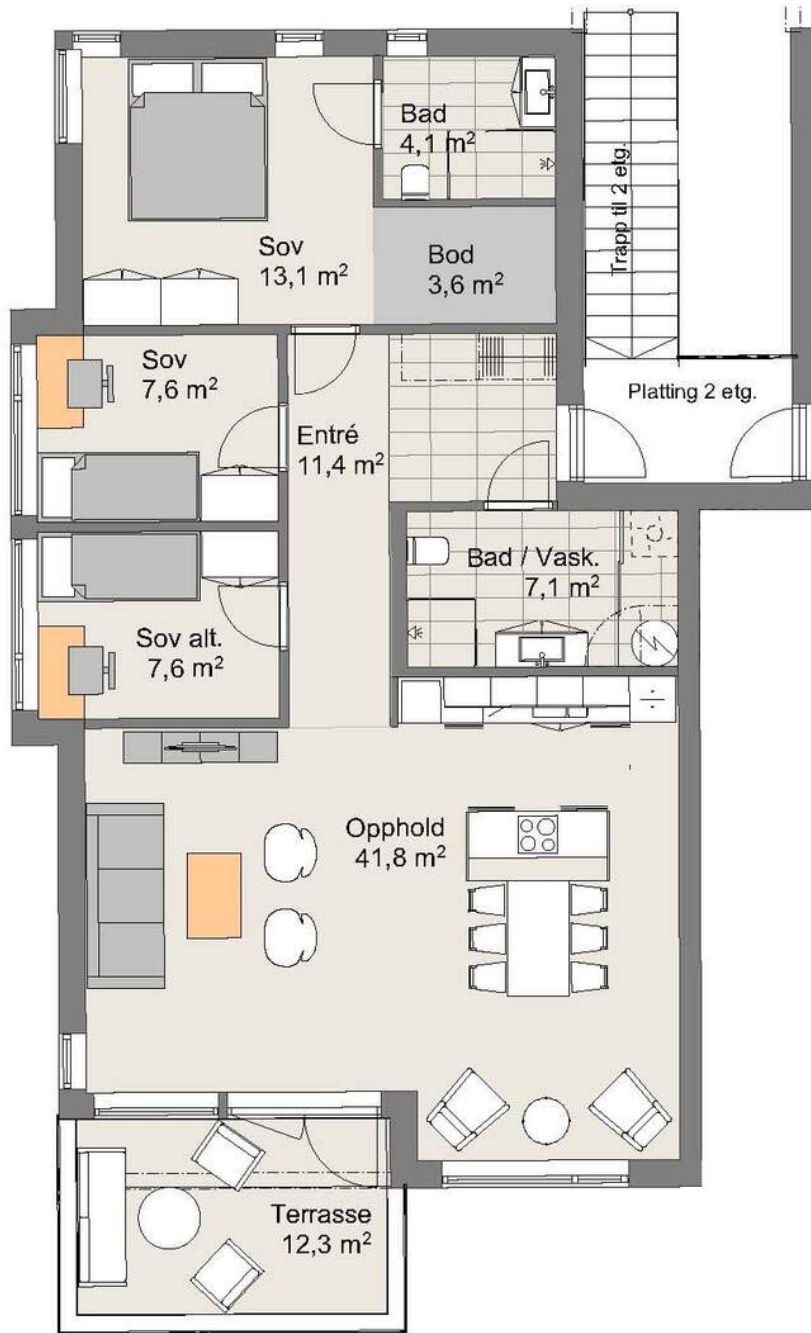 Bad
4,1 m²
Trapp til 2 etg.
Sov
13,1 m²
Bod
3,6 m²
Sov
7,6 m²
Platting 2 etg.
Entré
11,4 m²
Bad / Vask.
7,1 m²
Sov alt.
7,6 m²
Opphold
41,8 m²
Terrasse
12,3 m²